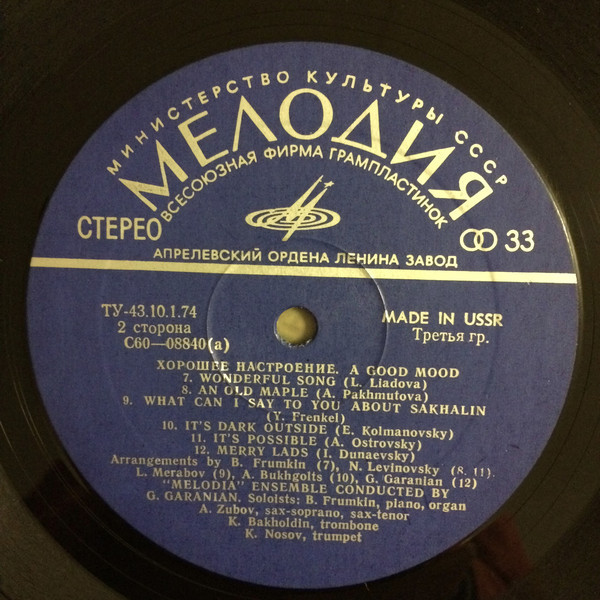 МИНИСТЕРСТВО КУЛЬТУРЫ СССР
МЕЛОДИЯ
ВСЕСОЮЗНАЯ ФИРМА ГРАМПЛАСТИНОК
СТЕРЕО
33
АПРЕЛЕВСКИЙ ОРДЕНА ЛЕНИНА ЗАВОД
ТУ-43.10.1.74
2 сторона
С60—08840(а)
MADE IN USSR
Третья гр.
ХОРОШЕЕ НАСТРОЕНИЕ. A GOOD MOOD
7. WONDERFUL SONG (L. Lladova)
8. AN OLD MAPLE (A. Pakhmutova)
9. WHAT CAN I SAY TO YOU ABOUT SAKHALIN
(Y. Frenkel)
10. IT'S DARK OUTSIDE (E. Kolmanovsky)
11. IT'S POSSIBLE (A. Ostrovsky)
12. MERRY LADS (I. Dunaevsky)
Arrangements by B. Frumkin (7), N. Levinovsky (8, 11).
L. Merabov (9), A. Bukhgolts (10), G. Garanian (12)
"MELODIA" ENSEMBLE CONDUCTED BY
G. GARANIAN. Soloists: B. Frumkin, piano, organ
A. Zubov, sax-soprano, sax-tenor
K. Bakholdin, trombone
K. Nosov, trumpet